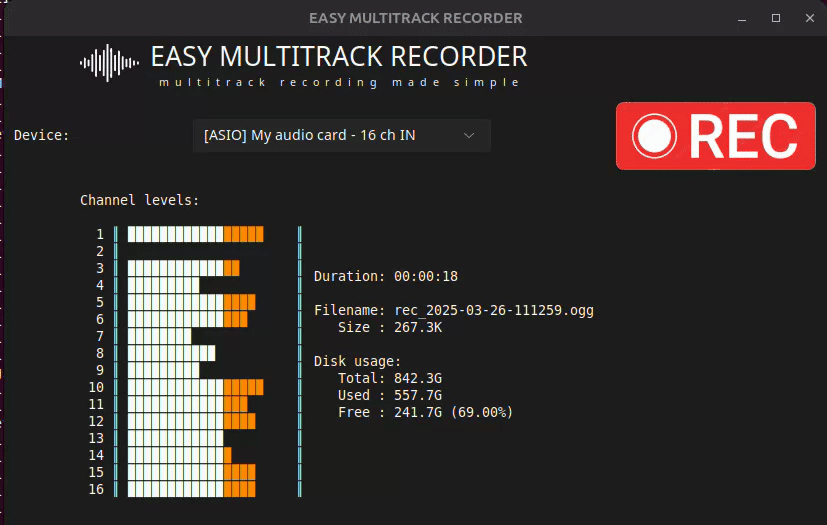 EASY MULTITRACK RECORDER
EASY MULTITRACK RECORDER
multitrack recording made simple
Device:
[ASIO] My audio card - 16 ch IN
REC
Channel levels:
1
2
3
4
5
6
7
8
9
10
11
12
13
14
15
16
Duration: 00:00:18
Filename: rec_2025-03-26-111259.ogg
Size : 267.3K
Disk usage:
Total: 842.3G
Used : 557.7G
Free : 241.7G (69.00%)